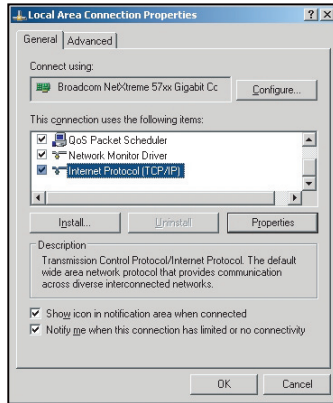 Local Area Connection Properties
General Advanced
Connect using:
Broadcom NetXtreme 57xx Gigabit Cc
Configure...
This connection uses the following items:
QoS Packet Scheduler
Network Monitor Driver
Internet Protocol (TCP/IP)
Install... Uninstall Properties
Description
Transmission Control Protocol/Internet Protocol. The default
wide area network protocol that provides communication
across diverse interconnected networks.
Show icon in notification area when connected
Notify me when this connection has limited or no connectivity
OK Cancel